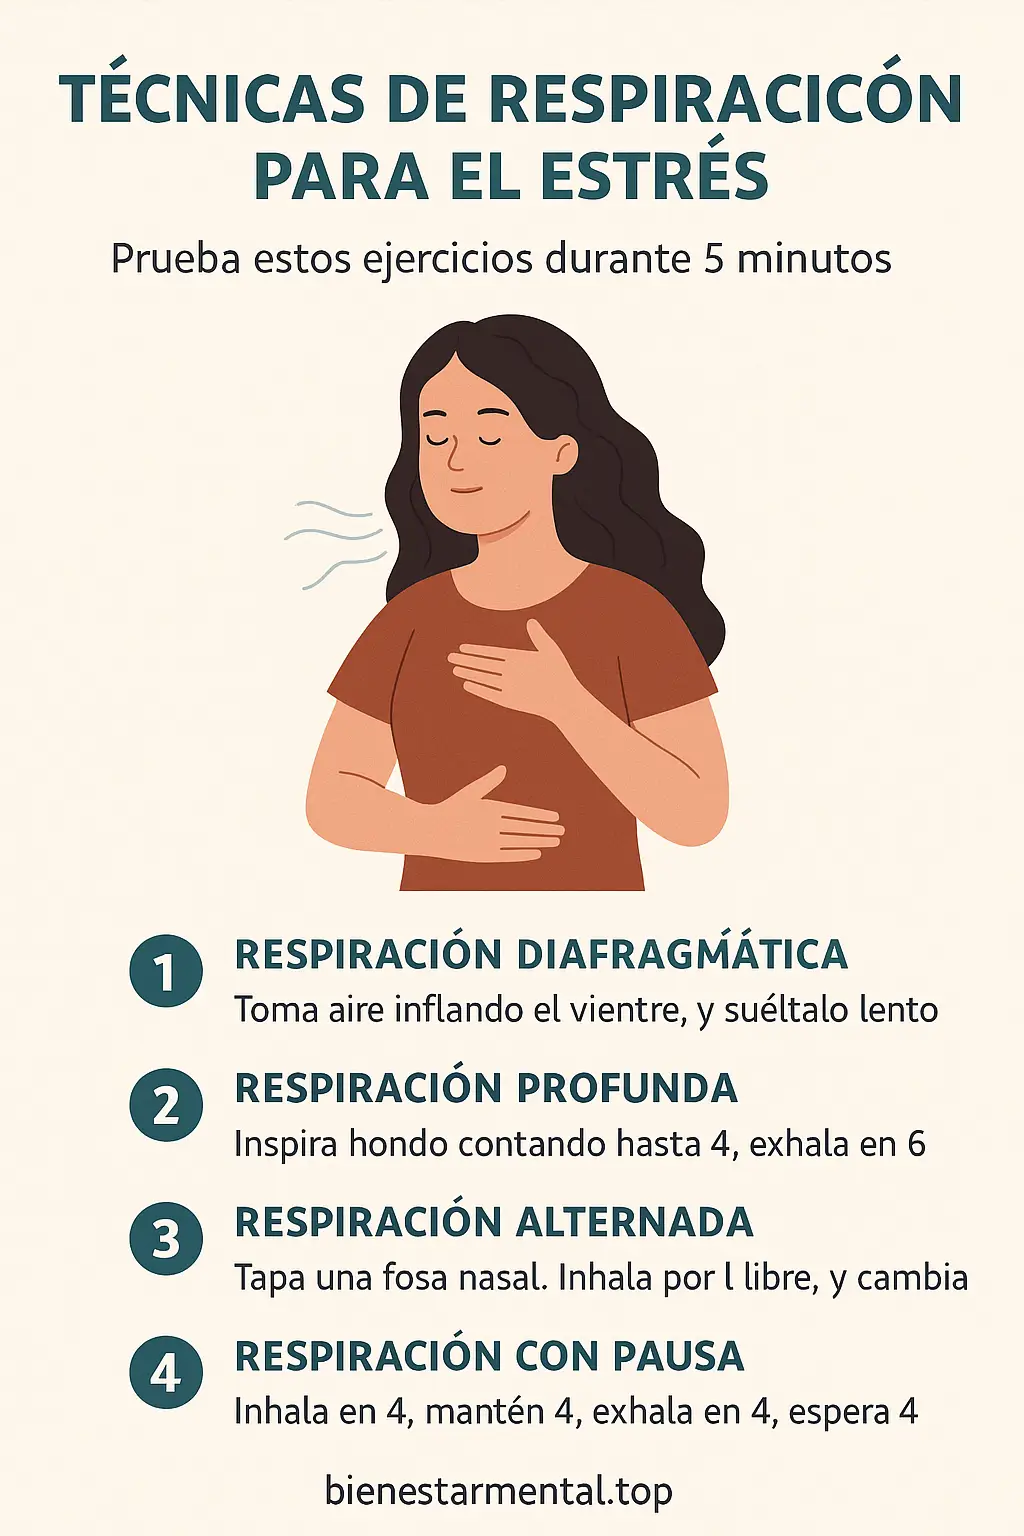 TÉCNICAS DE RESPIRACICÓN
PARA EL ESTRÉS
Prueba estos ejercicios durante 5 minutos
1
RESPIRACIÓN DIAFRAGḾÁTICA
Toma aire inflando el vientre, y suéltalo lento
2
RESPIRACIÓN PROFUNDA
Inspira hondo contando hasta 4, exhala en 6
3
RESPIRACIÓN ALTERNADA
Tapa una fosa nasal. Inhala por l libre, y cambia
4
RESPIRACIÓN CON PAUSA
Inhala en 4, mantén 4, exhala en 4, espera 4
bienestarmental.top